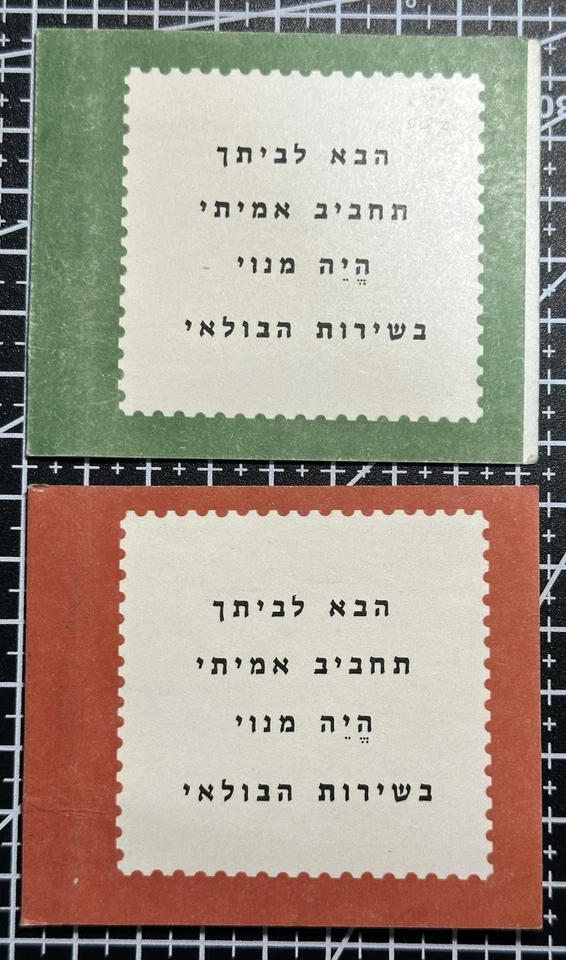 הבא לביתך
תחביב אמיתי
הֱיֵה מנוי
בשירות הבולאי
הבא לביתך
תחביב אמיתי
הֱיֵה מנוי
בשירות הבולאי